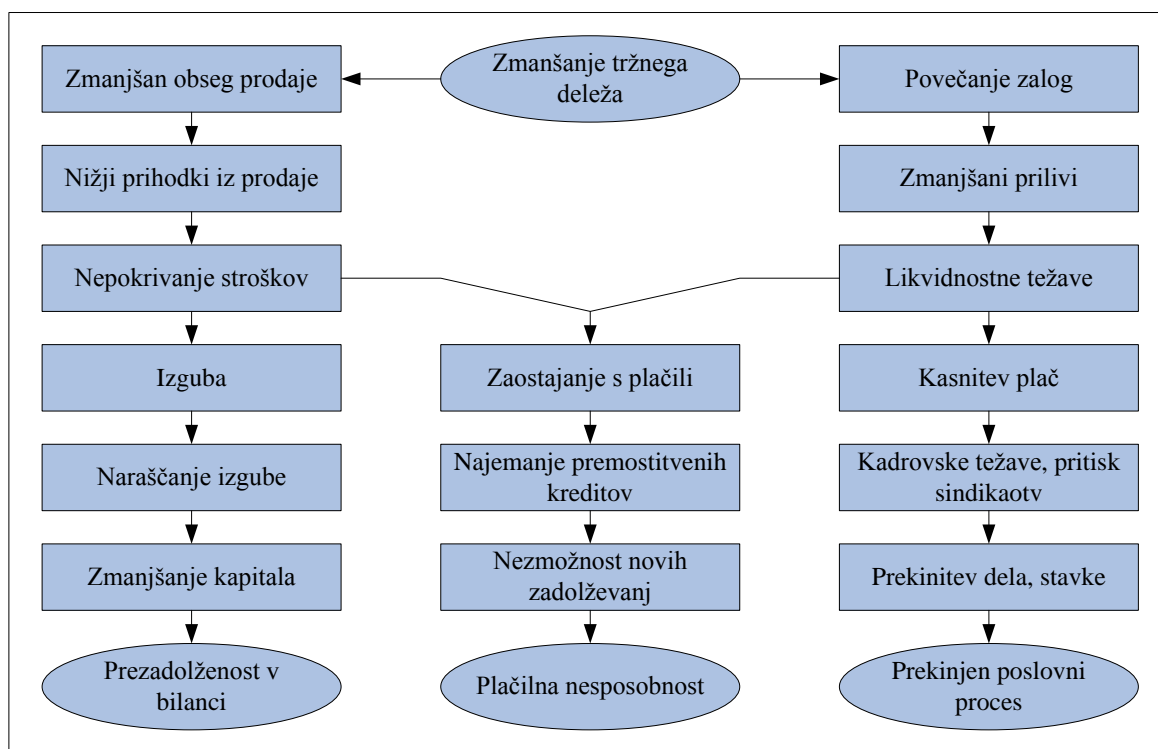 Zmanjšan obseg prodaje
Zmanšanje tržnega
deleža
Povečanje zalog
Nižji prihodki iz prodaje
Zmanjšani prilivi
Nepokrivanje stroškov
Likvidnostne težave
Izguba
Zaostajanje s plačili
Kasnitev plač
Naraščanje izgube
Najemanje premostitvenih
kreditov
Kadrovske težave, pritisk
sindikaotv
Zmanjšanje kapitala
Nezmožnost novih
zadolževanj
Prekinitev dela, stavke
Prezadolženost v
bilanci
Plačilna nesposobnost
Prekinjen poslovni
proces